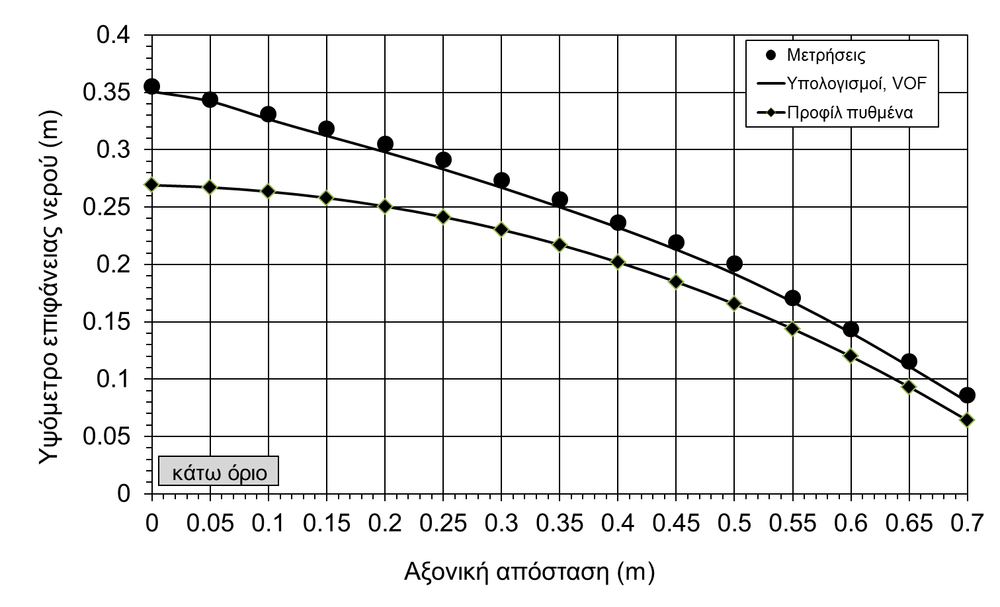 0.4
0.35
0.3
0.25
0.2
0.15
0.1
0.05
0
Υψόμετρο επιφάνειας νερού (m)
Μετρήσεις
Υπολογισμοί, VOF
Προφίλ πυθμένα
κάτω όριο
0 0.05 0.1 0.15 0.2 0.25 0.3 0.35 0.4 0.45 0.5 0.55 0.6 0.65 0.7
Αξονική απόσταση (m)